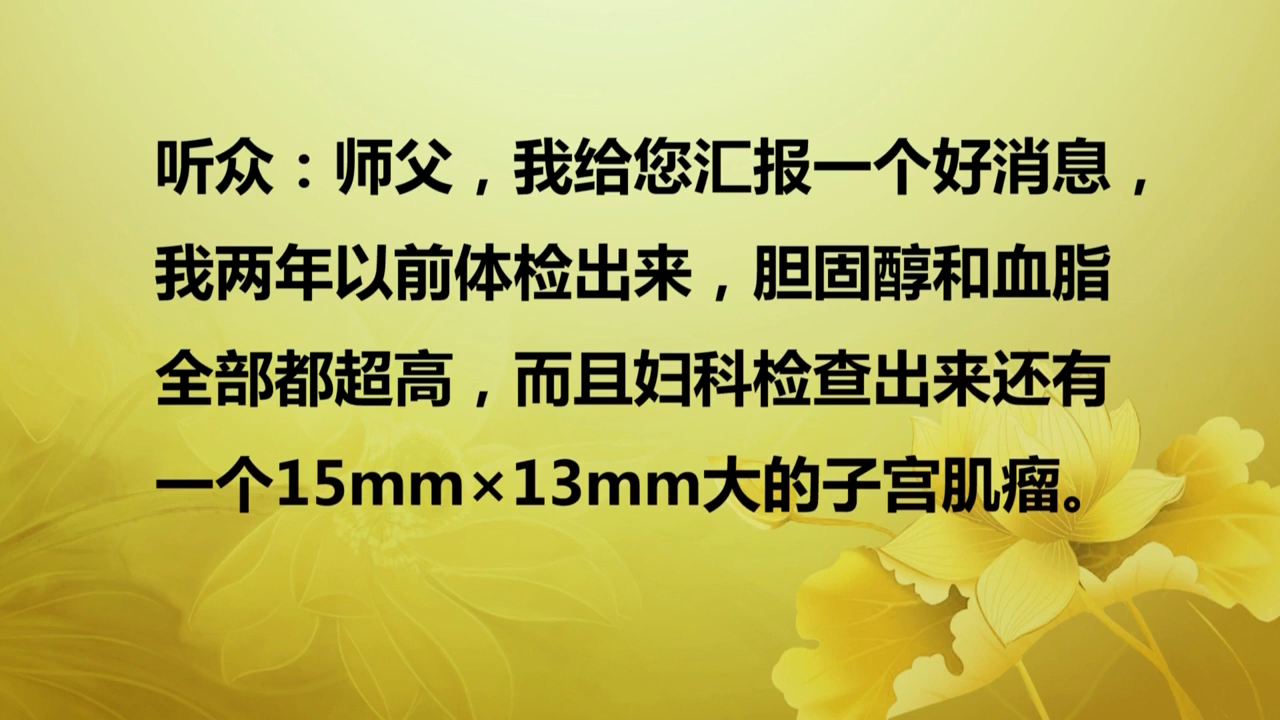 听众：师父，我给您汇报一个好消息，
我两年以前体检出来，胆固醇和血脂
全部都超高，而且妇科检查出来还有
一个15mm×13mm大的子宫肌瘤。